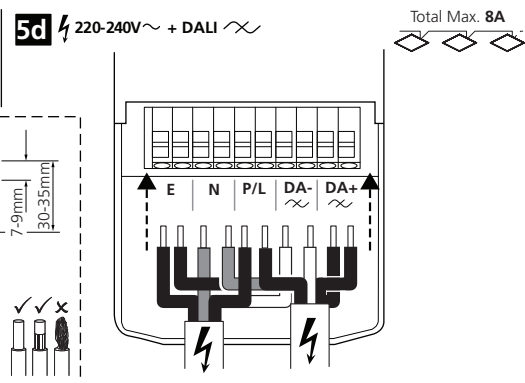 5d 220-240V~ + DALI
Total Max. 8A
7-9mm
30-35mm
E N P/L DA- DA+